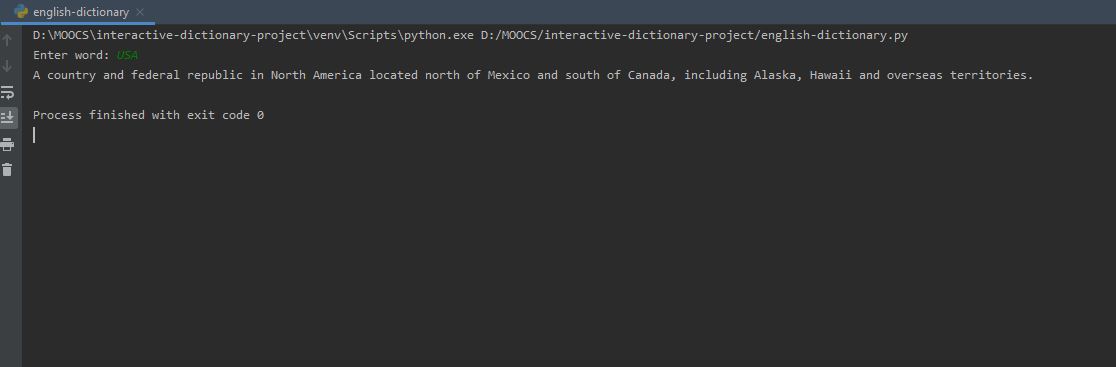 english-dictionary
D:\MOOCS\interactive-dictionary-project\venv\Scripts\python.exe D:/MOOCS/interactive-dictionary-project/english-dictionary.py
Enter word: USA
A country and federal republic in North America located north of Mexico and south of Canada, including Alaska, Hawaii and overseas territories.
Process finished with exit code 0